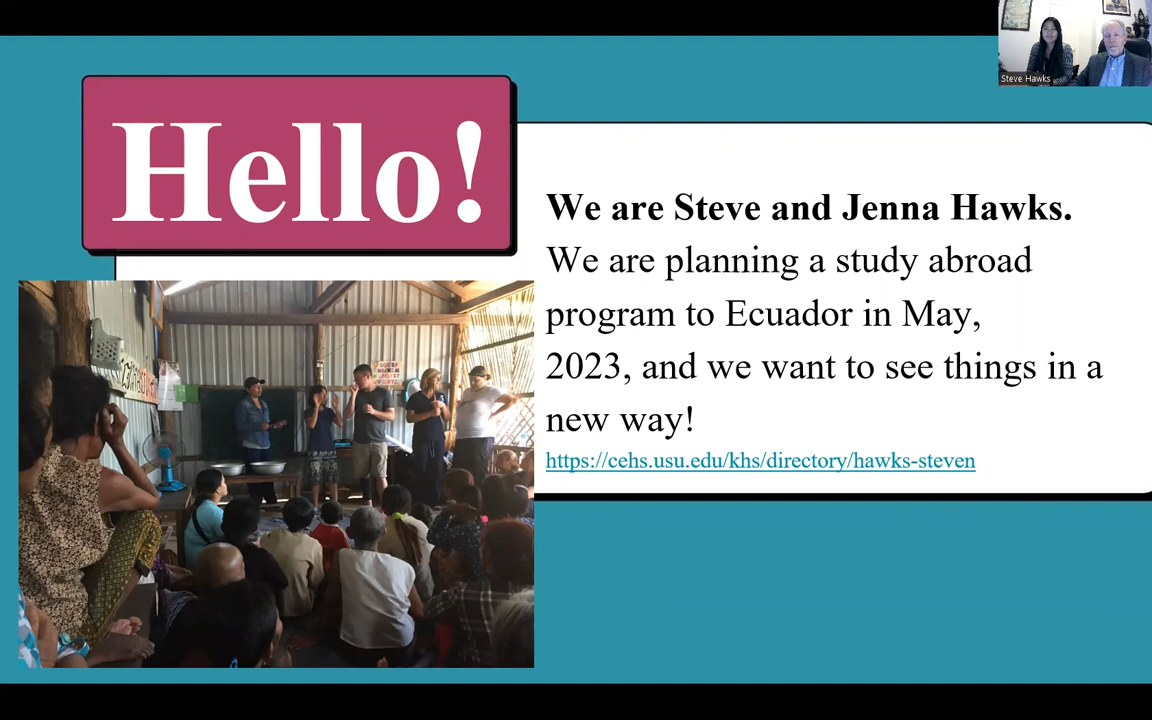 Steve Hawks
Hello!
We are Steve and Jenna Hawks.
We are planning a study abroad
program to Ecuador in May,
2023, and we want to see things in a
new way!
https://cehs.usu.edu/khs/directory/hawks-steven